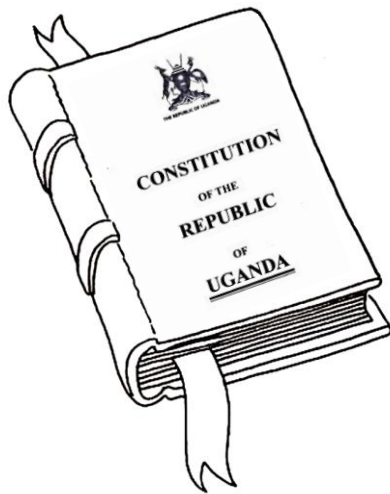 THE REPUBLIC OF UGANDA
CONSTITUTION
OF THE
REPUBLIC
OF
UGANDA